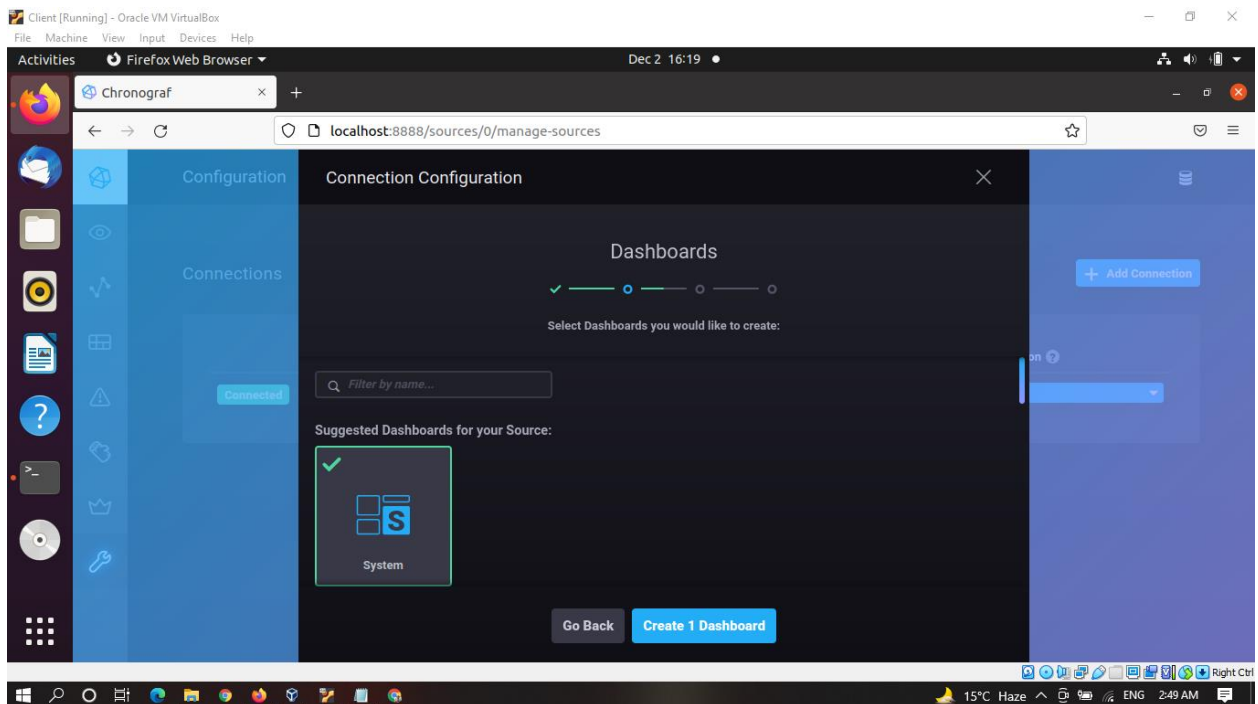 Client [Running] - Oracle VM VirtualBox
File Machine View Input Devices Help
Activities Firefox Web Browser Dec 2 16:19
Chronograf
localhost:8888/sources/0/manage-sources
Configuration Connection Configuration
Dashboards
Connections + Add Connection
Select Dashboards you would like to create:
on ?
Filter by name...
Connected
Suggested Dashboards for your Source:
S
System
Go Back Create 1 Dashboard
Right Ctrl
15°C Haze ENG 2:49 AM